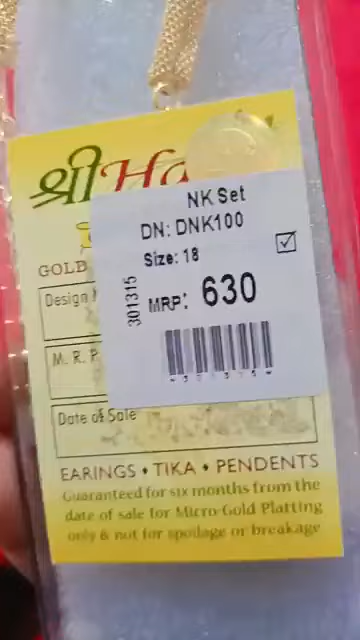 श्री
NK Set
DN: DNK100
Size: 18
MRP: 630
301315
GOLD
Design
M. R. P
Date of Sale
EARINGS • TIKA • PENDENTS
Guaranteed for six months from the
date of sale for Micro Gold Platting
only & not for spoilage or breakage